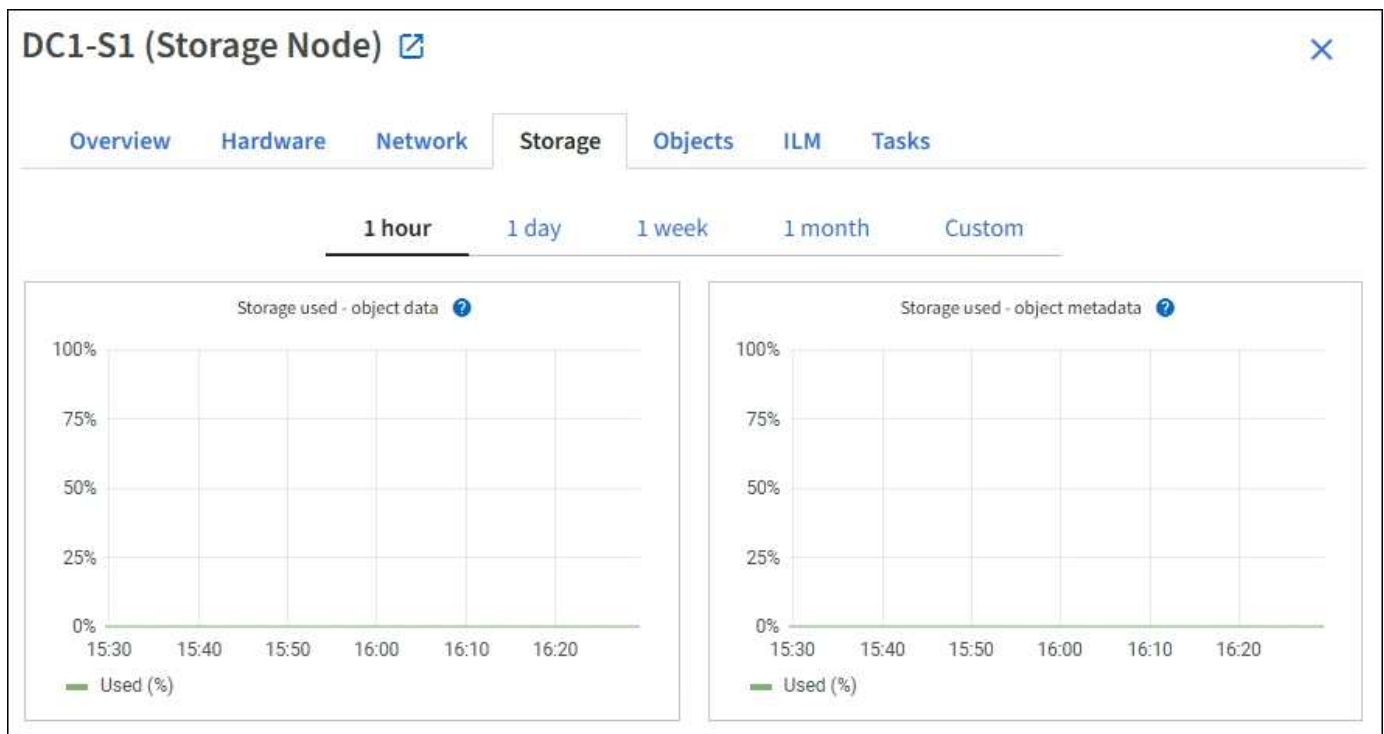 DC1-S1 (Storage Node)
Overview Hardware Network Storage Objects ILM Tasks
1 hour 1 day 1 week 1 month Custom
Storage used - object data ?
100%
75%
50%
25%
0%
15:30 15:40 15:50 16:00 16:10 16:20
Used (%)
Storage used - object metadata ?
100%
75%
50%
25%
0%
15:30 15:40 15:50 16:00 16:10 16:20
Used (%)